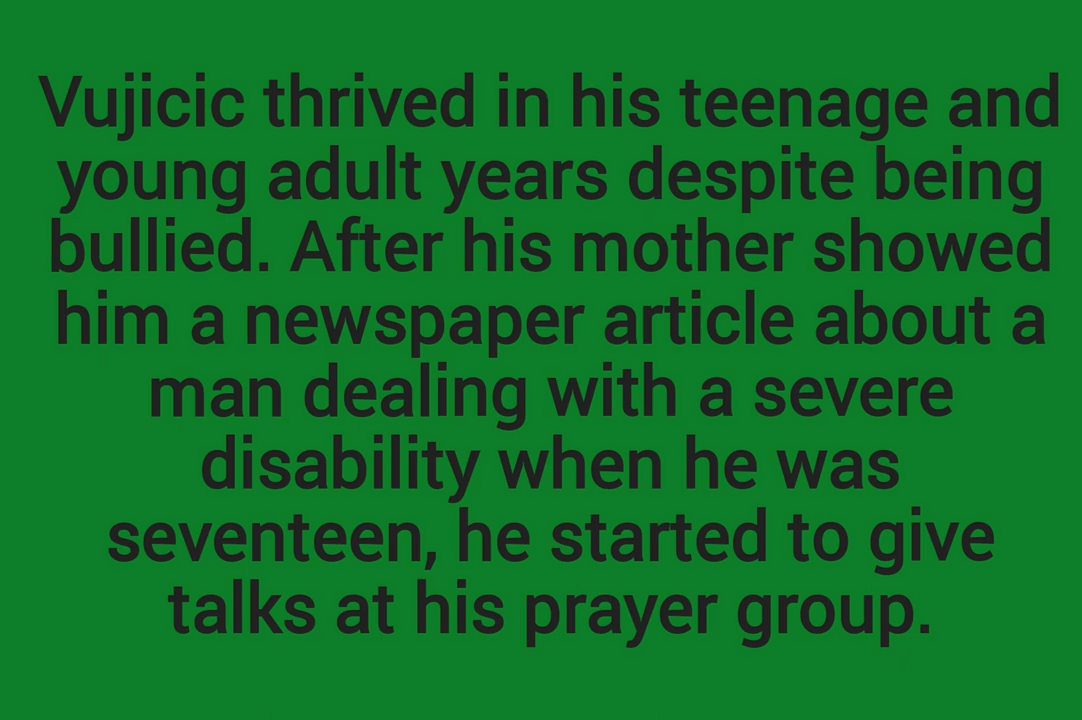 Vujicic thrived in his teenage and
young adult years despite being
bullied. After his mother showed
him a newspaper article about a
man dealing with a severe
disability when he was
seventeen, he started to give
talks at his prayer group.